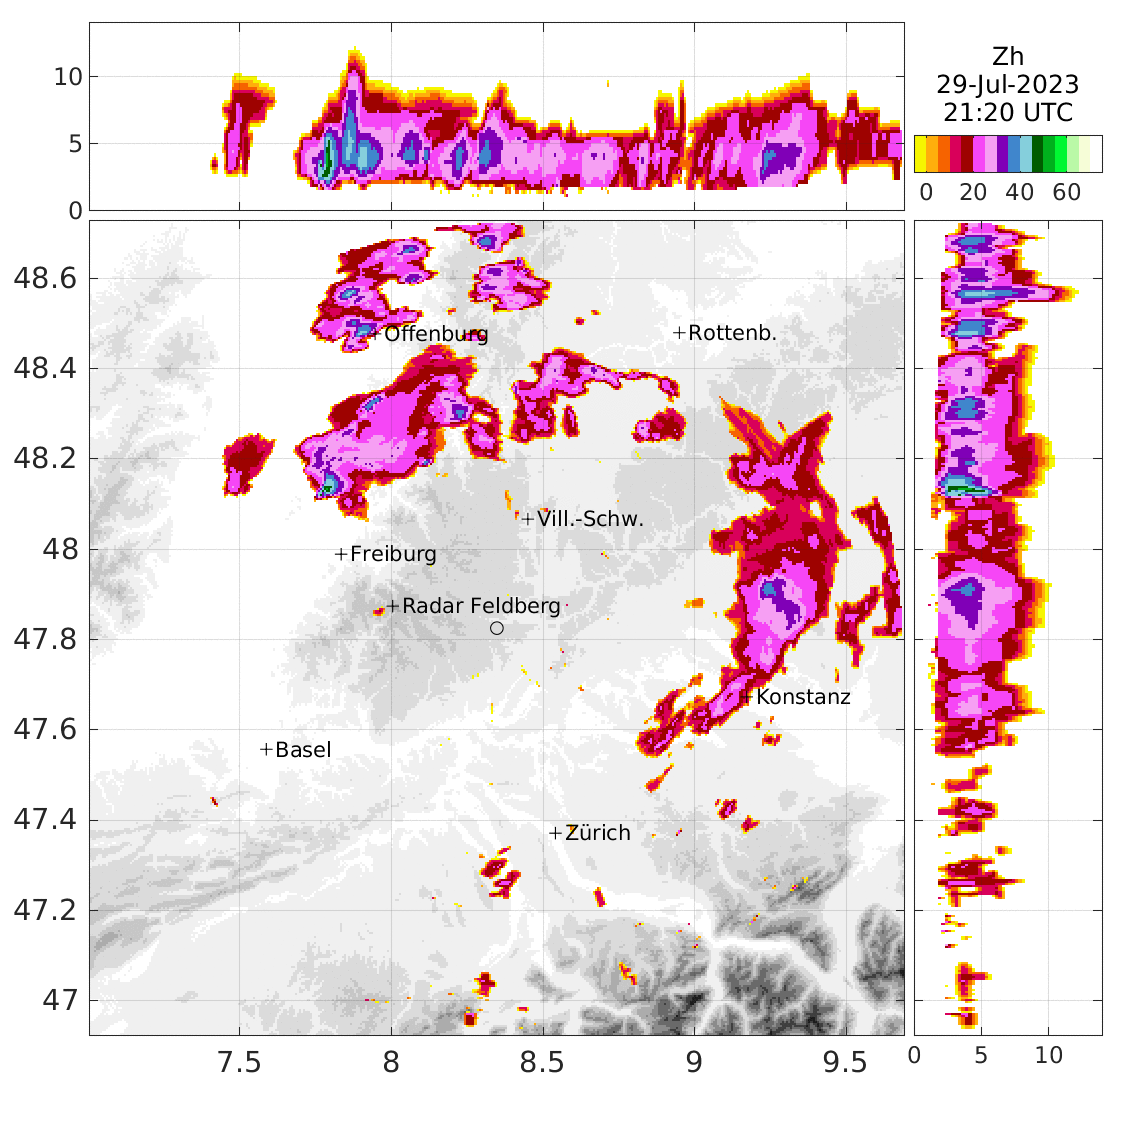 10
5
0
Zh
29-Jul-2023
21:20 UTC
0 20 40 60
48.6
48.4
48.2
48
47.8
47.6
47.4
47.2
47
Offenburg
Rottenb.
Vill.-Schw.
Freiburg
Radar Feldberg
Konstanz
Basel
Zürich
7.5 8 8.5 9 9.5
0 5 10